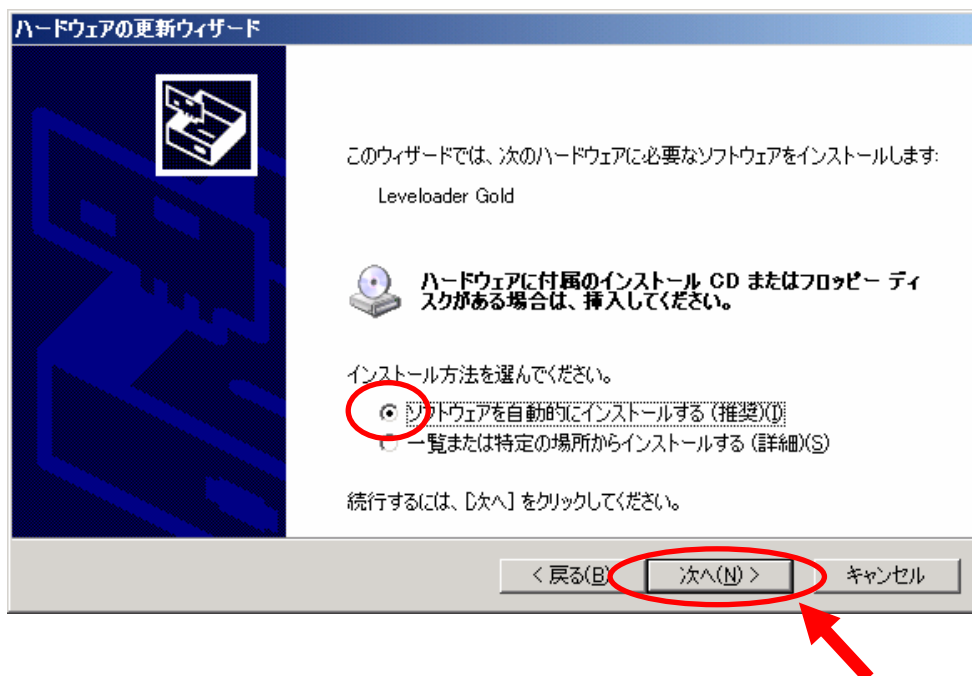 ハードウェアの更新ウィザード
このウィザードでは、次のハードウェアに必要なソフトウェアをインストールします:
Leveloader Gold
ハードウェアに付属のインストール CD またはフロッピー ディ
スクがある場合は、挿入してください。
インストール方法を選んでください。
ソフトウェアを自動的にインストールする (推奨)(I)
一覧または特定の場所からインストールする (詳細)(S)
続行するには、[次へ] をクリックしてください。
< 戻る(B)
次へ(N) >
キャンセル